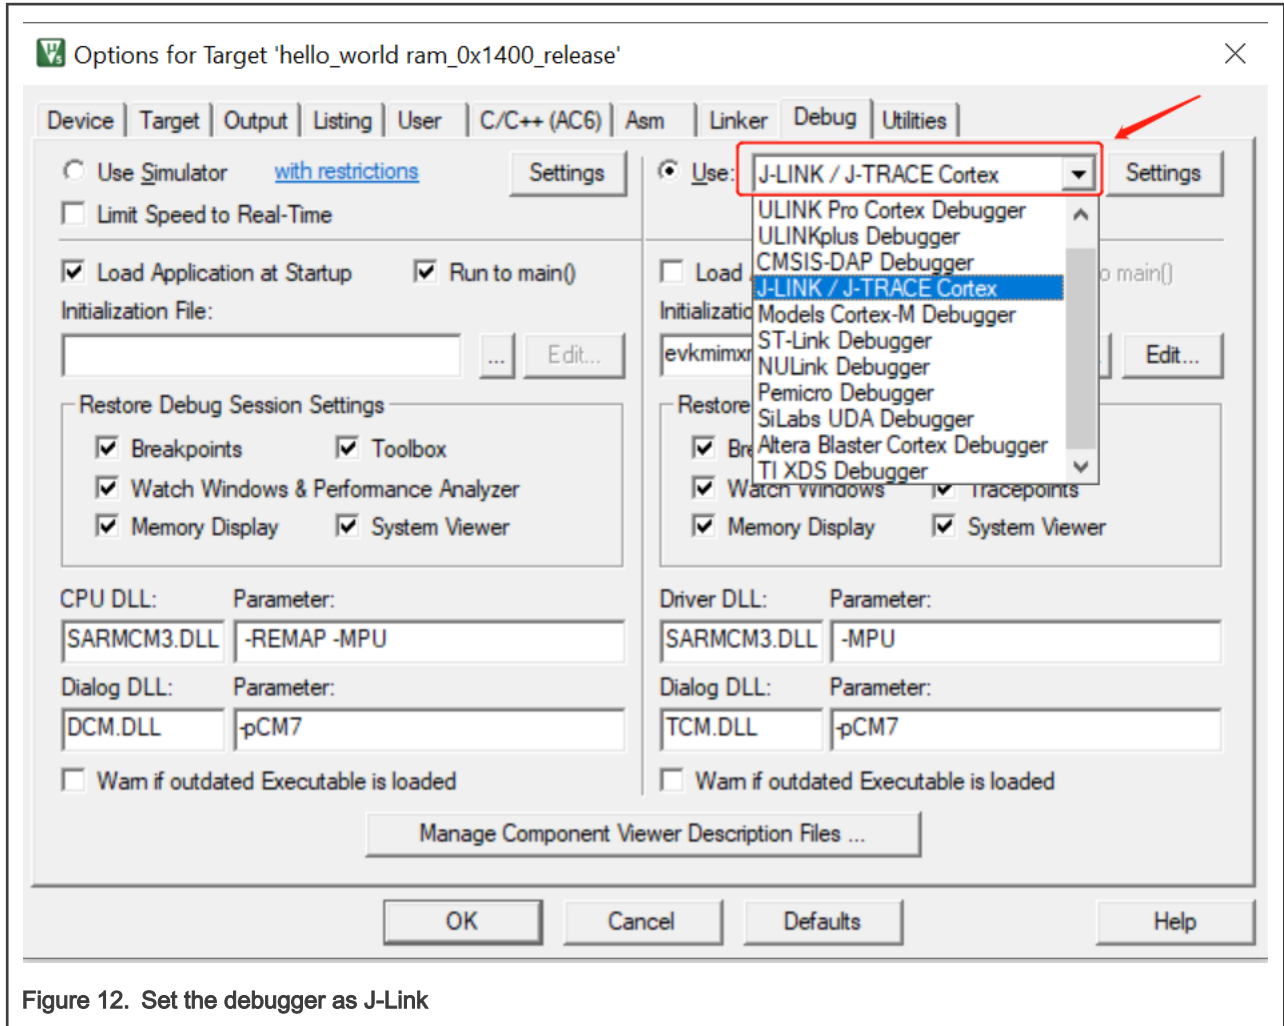 Options for Target 'hello_world ram_0x1400_release'
Device Target Output Listing User C/C++ (AC6) Asm Linker Debug Utilities
Use Simulator with restrictions Settings Use: J-LINK / J-TRACE Cortex Settings
Limit Speed to Real-Time
ULINK Pro Cortex Debugger
ULINKplus Debugger
CMSIS-DAP Debugger
J-LINK / J-TRACE Cortex
Models Cortex-M Debugger
ST-Link Debugger
NULink Debugger
Pemicro Debugger
SiLabs UDA Debugger
Altera Blaster Cortex Debugger
TI XDS Debugger
Load Application at Startup Run to main() Load main()
Initialization File:
... Edit... Edit...
Restore Debug Session Settings Restore
Breakpoints Toolbox
Watch Windows & Performance Analyzer Watch Windows Tracepoints
Memory Display System Viewer Memory Display System Viewer
CPU DLL: Parameter: Driver DLL: Parameter:
SARMCM3.DLL -REMAP -MPU SARMCM3.DLL -MPU
Dialog DLL: Parameter: Dialog DLL: Parameter:
DCM.DLL -pCM7 TCM.DLL -pCM7
Warn if outdated Executable is loaded Warn if outdated Executable is loaded
Manage Component Viewer Description Files ...
OK Cancel Defaults Help
Figure 12. Set the debugger as J-Link